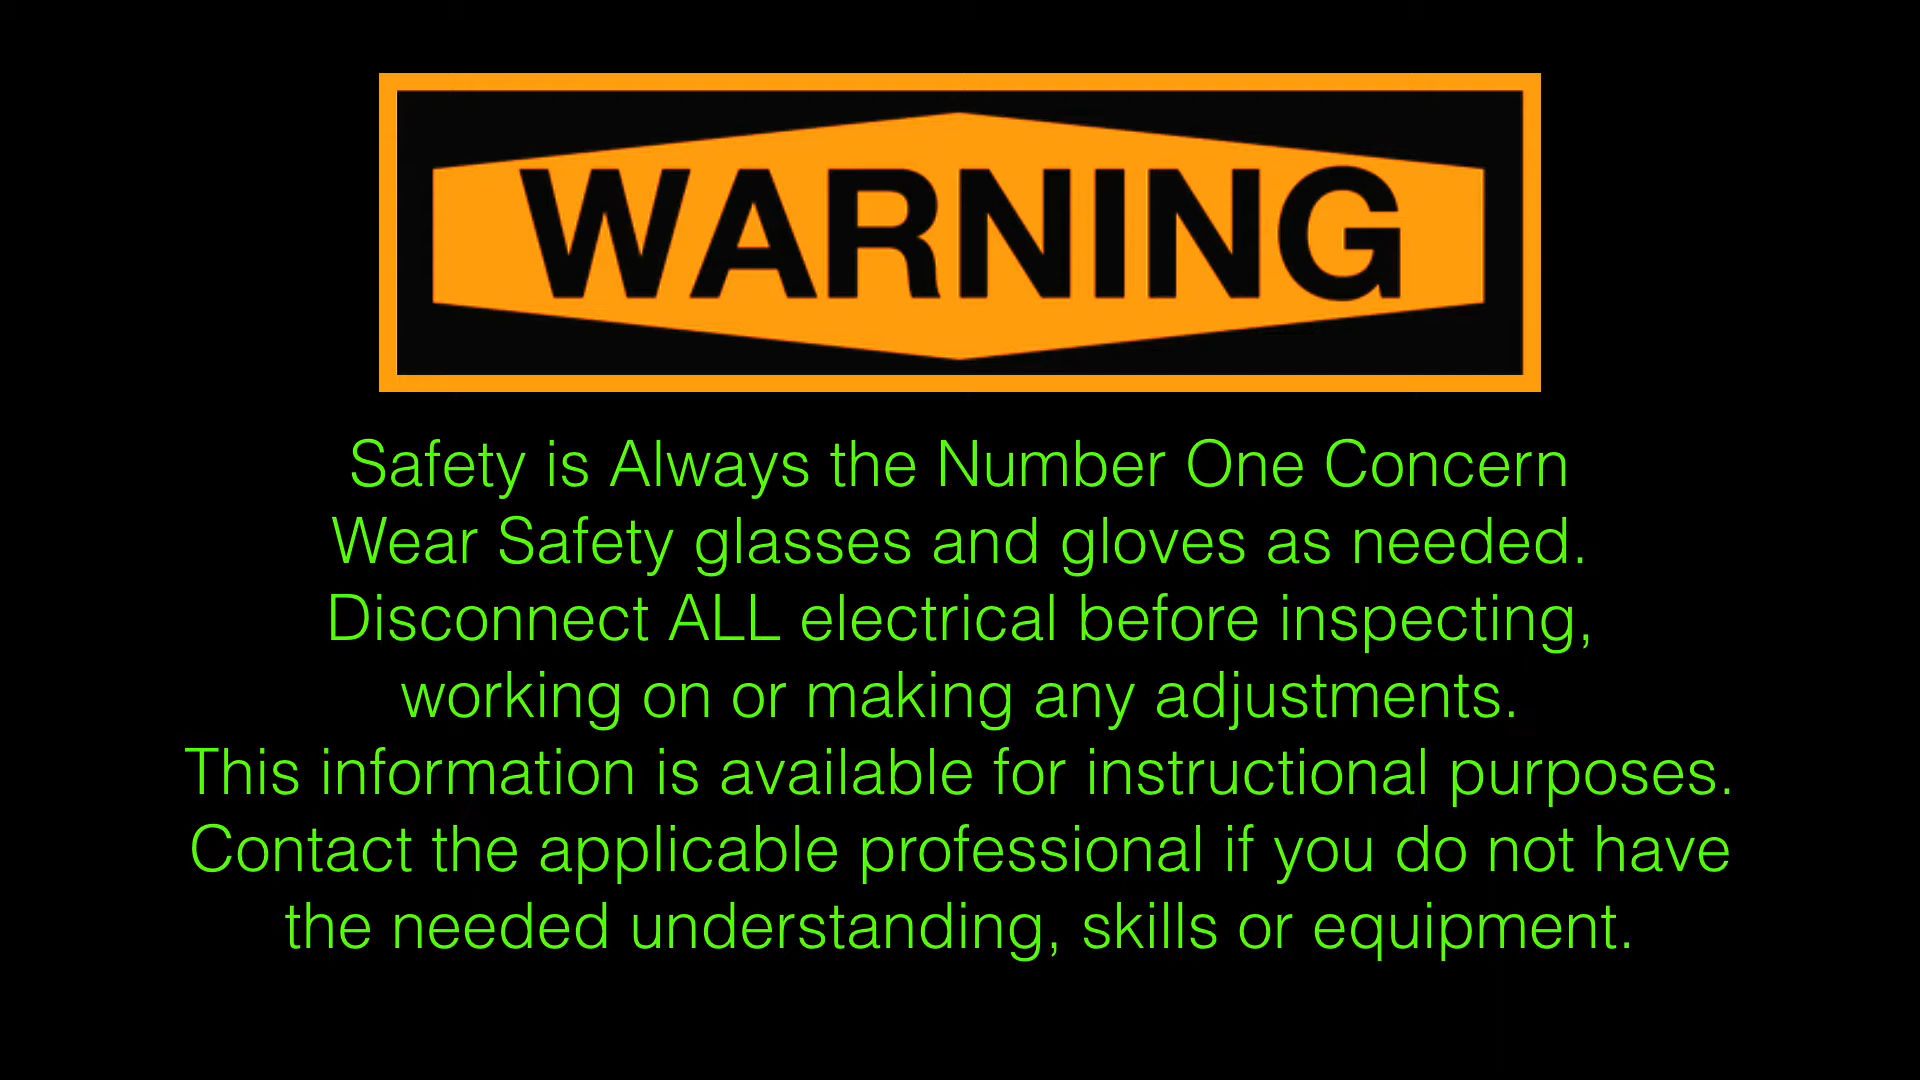 WARNING
Safety is Always the Number One Concern
Wear Safety glasses and gloves as needed.
Disconnect ALL electrical before inspecting,
working on or making any adjustments.
This information is available for instructional purposes.
Contact the applicable professional if you do not have
the needed understanding, skills or equipment.